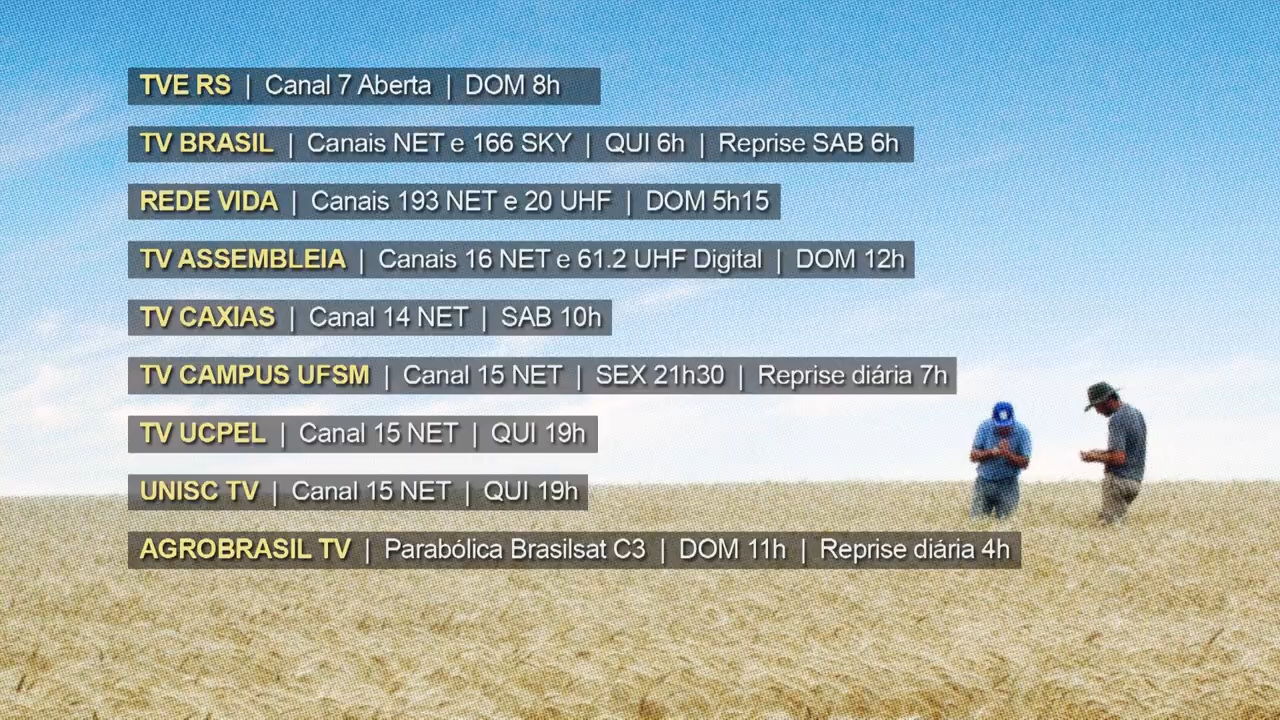 TVE RS | Canal 7 Aberta | DOM 8h
TV BRASIL | Canais NET e 166 SKY | QUI 6h | Reprise SAB 6h
REDE VIDA | Canais 193 NET e 20 UHF | DOM 5h15
TV ASSEMBLEIA | Canais 16 NET e 61.2 UHF Digital | DOM 12h
TV CAXIAS | Canal 14 NET | SAB 10h
TV CAMPUS UFSM | Canal 15 NET | SEX 21h30 | Reprise diária 7h
TV UCPEL | Canal 15 NET | QUI 19h
UNISC TV | Canal 15 NET | QUI 19h
AGROBRASIL TV | Parabólica Brasilsat C3 | DOM 11h | Reprise diária 4h